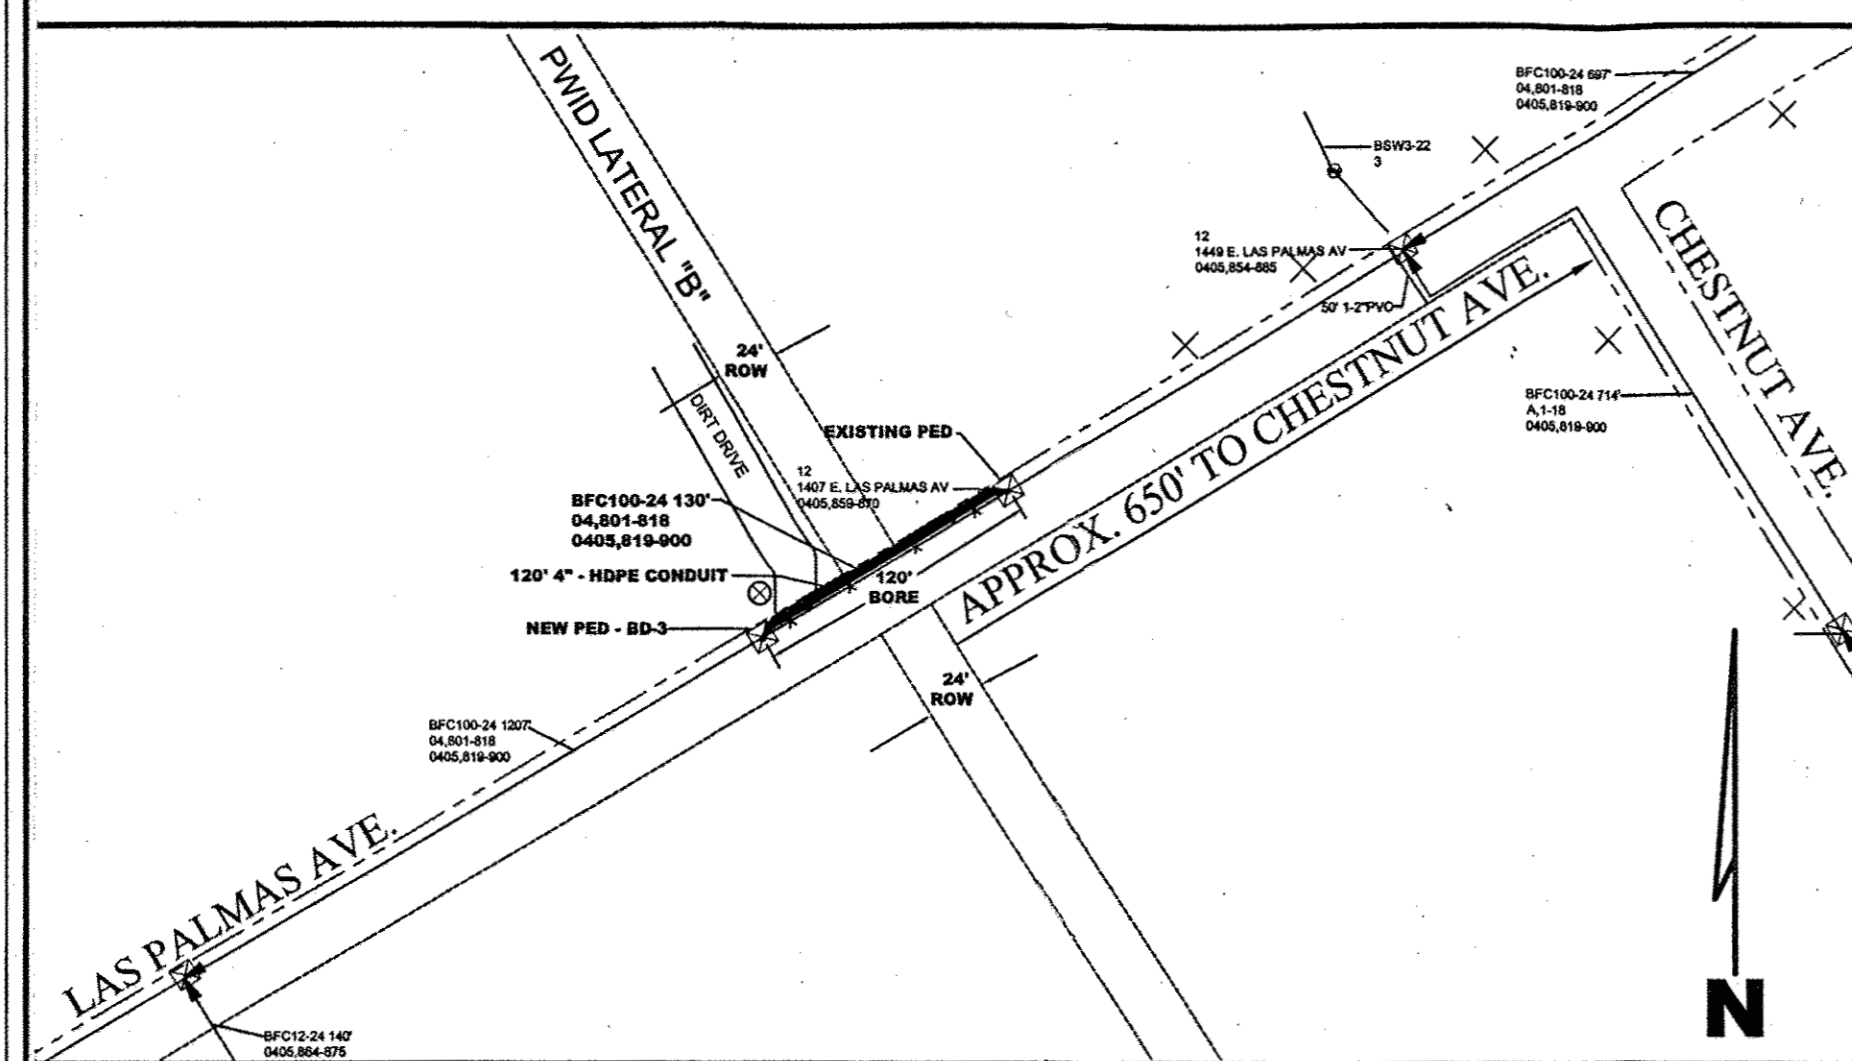 PWID LATERAL "B"
BFC100-24 697'
04,801-818
0405,819-900
BSW3-22
3
12
1449 E. LAS PALMAS AV
0405,854-885
50' 1-2"PVC
CHESTNUT AVE.
24'
ROW
DIRT DRIVE
EXISTING PED
12
1407 E. LAS PALMAS AV
0405,859-870
BFC100-24 130'
04,801-818
0405,819-900
120' 4" - HDPE CONDUIT
NEW PED - BD-3
120'
BORE
APPROX. 650' TO CHESTNUT AVE.
BFC100-24 714'
A,1-18
0405,819-900
24'
ROW
BFC100-24 1207'
04,801-818
0405,819-900
LAS PALMAS AVE.
BFC12-24 140'
0405,864-875
N